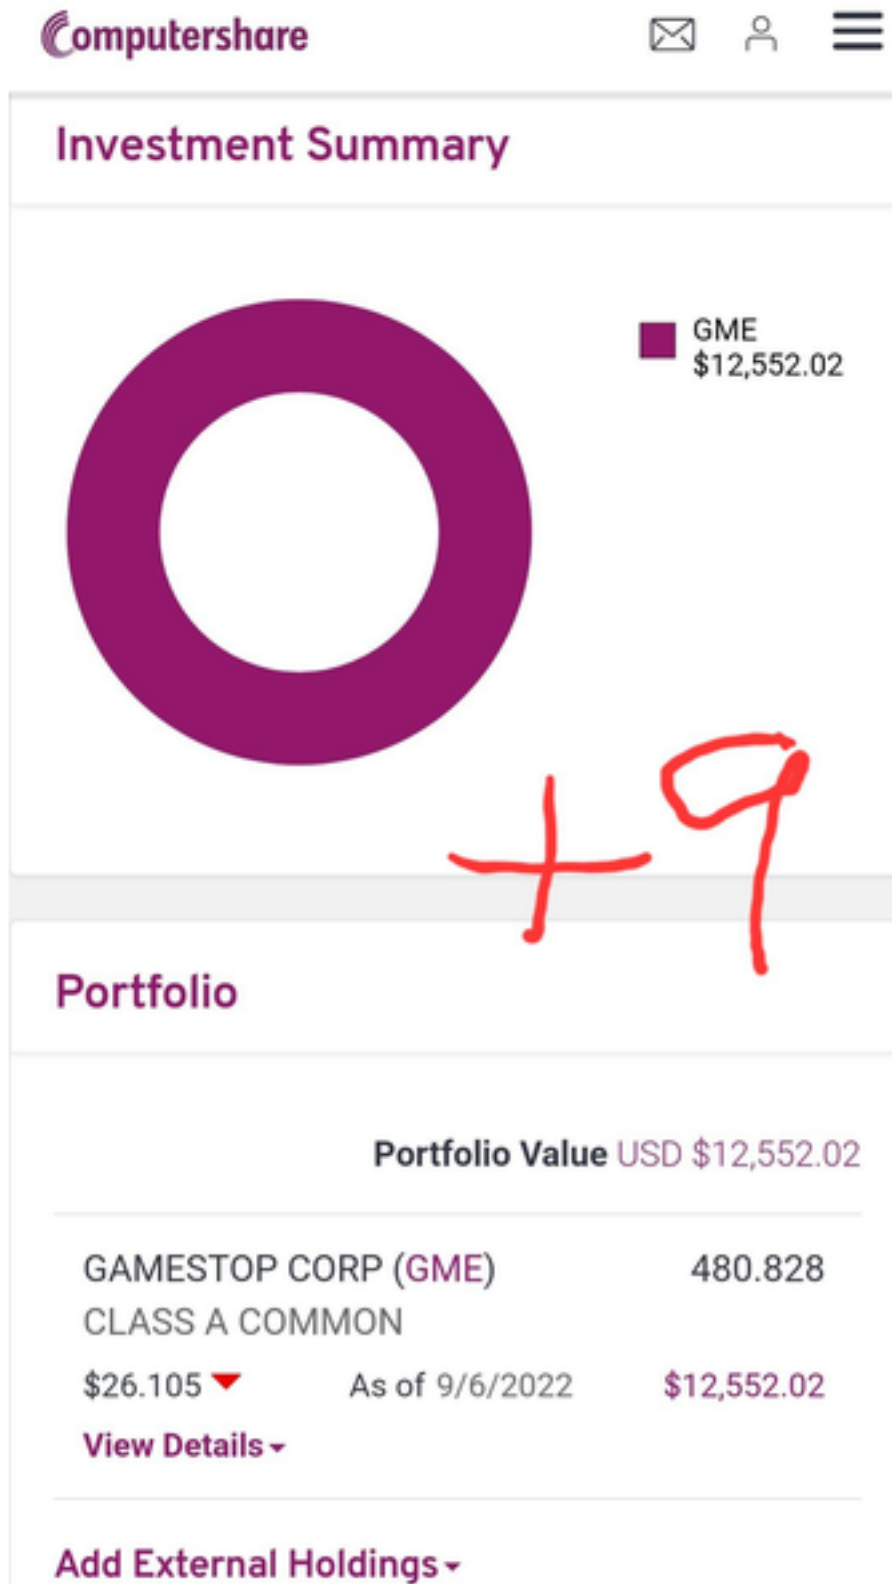 Computershare
Investment Summary
GME
$12,552.02
+9
Portfolio
Portfolio Value USD $12,552.02
GAMESTOP CORP (GME) 480.828
CLASS A COMMON
$26.105 As of 9/6/2022 $12,552.02
View Details
Add External Holdings